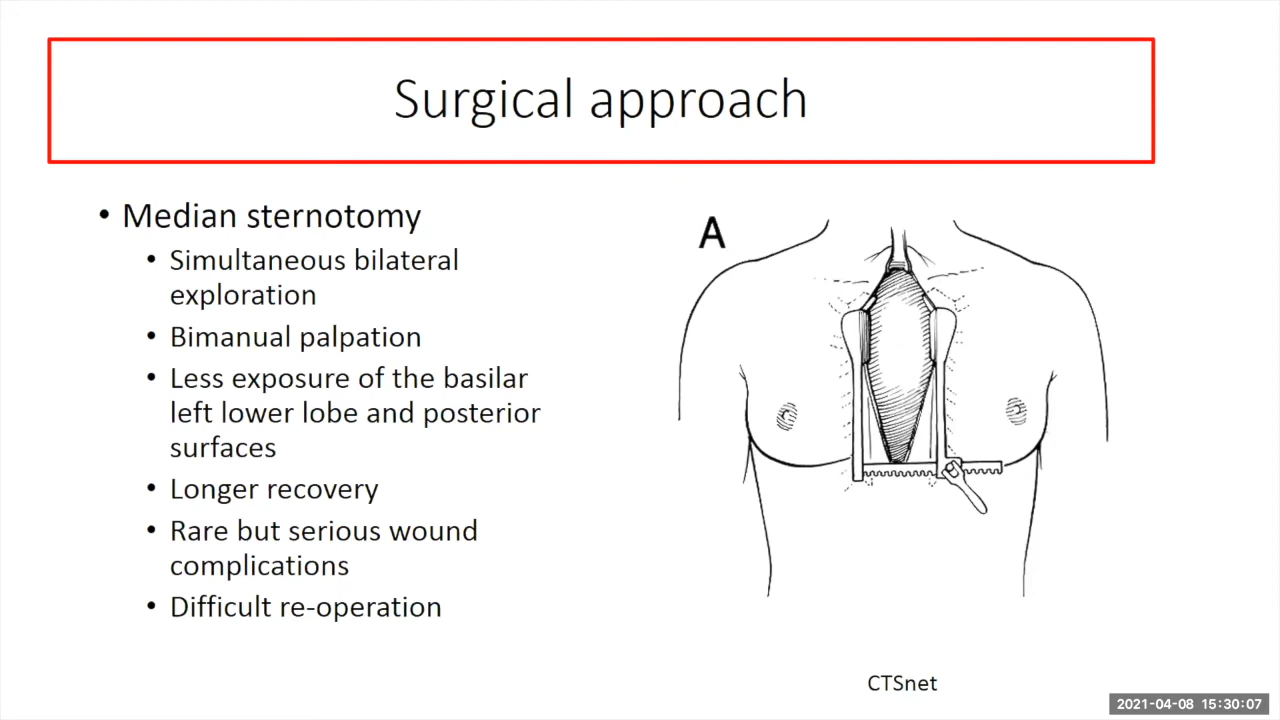 Surgical approach
• Median sternotomy
• Simultaneous bilateral
exploration
• Bimanual palpation
• Less exposure of the basilar
left lower lobe and posterior
surfaces
• Longer recovery
• Rare but serious wound
complications
• Difficult re-operation
A
CTSnet
2021-04-08 15:30:07